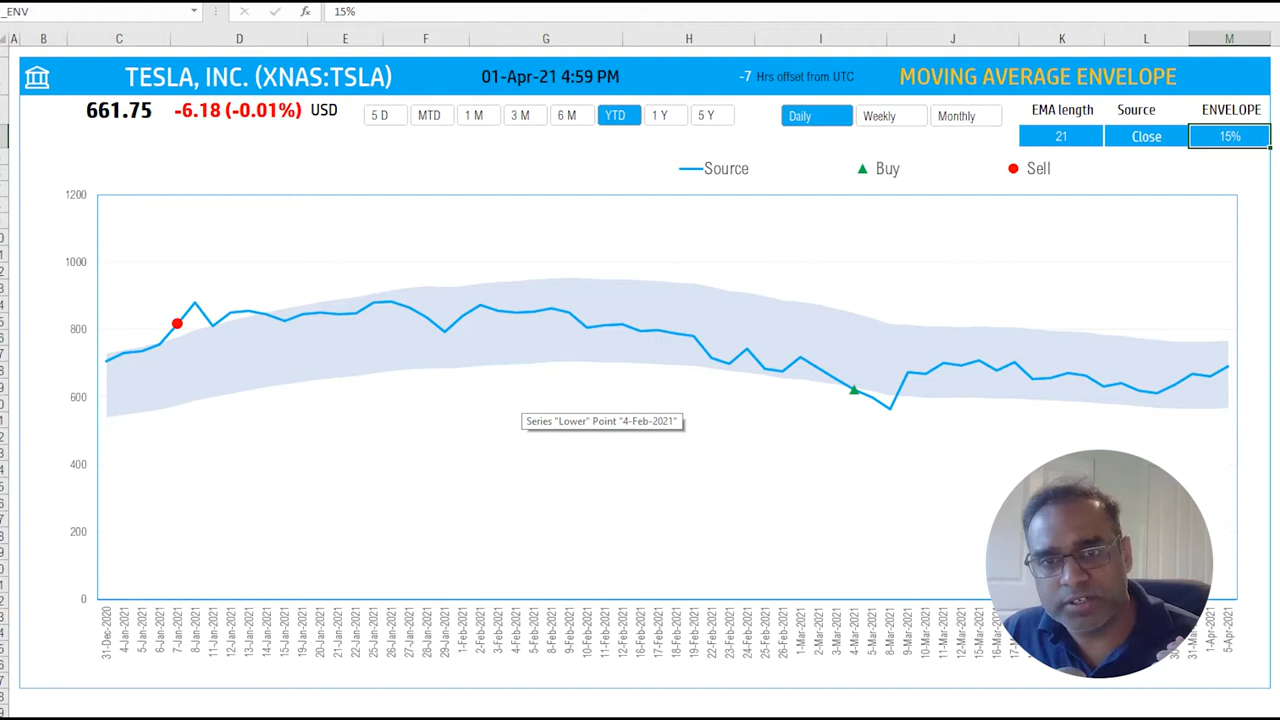 _ENV
fx
15%
A B C D E F G H I J K L M
TESLA, INC. (XNAS:TSLA) 01-Apr-21 4:59 PM -7 Hrs offset from UTC MOVING AVERAGE ENVELOPE
661.75 -6.18 (-0.01%) USD 5 D MTD 1 M 3 M 6 M YTD 1 Y 5 Y Daily Weekly Monthly EMA length Source ENVELOPE
21 Close 15%
Source Buy Sell
1200
1000
800
600
400
200
0
Series "Lower" Point "4-Feb-2021"
31-Dec-2020 4-Jan-2021 5-Jan-2021 6-Jan-2021 7-Jan-2021 8-Jan-2021 11-Jan-2021 12-Jan-2021 13-Jan-2021 14-Jan-2021 15-Jan-2021 19-Jan-2021 20-Jan-2021 21-Jan-2021 22-Jan-2021 25-Jan-2021 26-Jan-2021 27-Jan-2021 28-Jan-2021 29-Jan-2021 1-Feb-2021 2-Feb-2021 3-Feb-2021 4-Feb-2021 5-Feb-2021 8-Feb-2021 9-Feb-2021 10-Feb-2021 11-Feb-2021 12-Feb-2021 16-Feb-2021 17-Feb-2021 18-Feb-2021 19-Feb-2021 22-Feb-2021 23-Feb-2021 24-Feb-2021 25-Feb-2021 26-Feb-2021 1-Mar-2021 2-Mar-2021 3-Mar-2021 4-Mar-2021 5-Mar-2021 8-Mar-2021 9-Mar-2021 10-Mar-2021 11-Mar-2021 12-Mar-2021 15-Mar-2021 16-Mar-2021 1-Apr-2021 5-Apr-2021